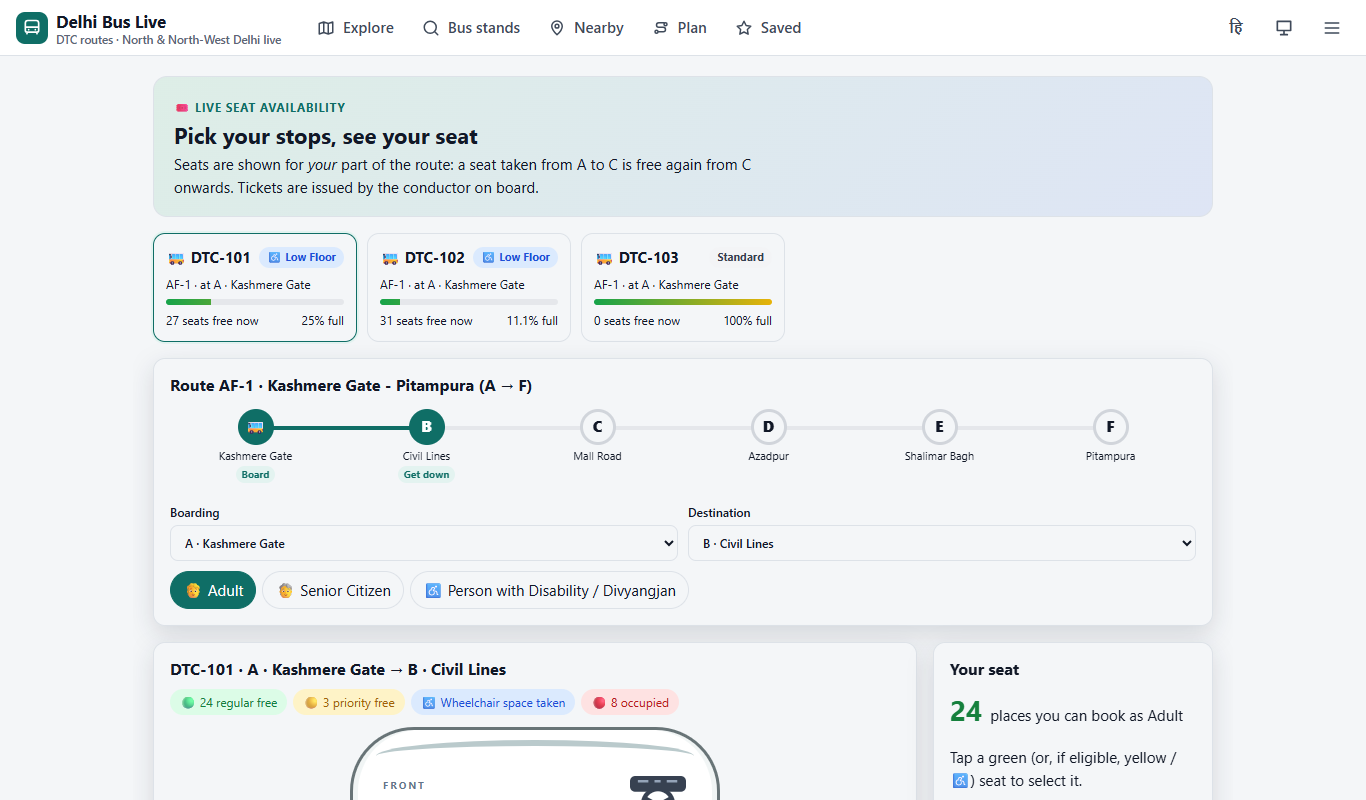 Delhi Bus Live
DTC routes · North & North-West Delhi live
Explore
Bus stands
Nearby
Plan
Saved
हि
LIVE SEAT AVAILABILITY
Pick your stops, see your seat
Seats are shown for your part of the route: a seat taken from A to C is free again from C
onwards. Tickets are issued by the conductor on board.
DTC-101
Low Floor
AF-1 · at A · Kashmere Gate
27 seats free now
25% full
DTC-102
Low Floor
AF-1 · at A · Kashmere Gate
31 seats free now
11.1% full
DTC-103
Standard
AF-1 · at A · Kashmere Gate
0 seats free now
100% full
Route AF-1 · Kashmere Gate - Pitampura (A → F)
B
C
D
E
F
Kashmere Gate
Civil Lines
Mall Road
Azadpur
Shalimar Bagh
Pitampura
Board
Get down
Boarding
Destination
A · Kashmere Gate
B · Civil Lines
Adult
Senior Citizen
Person with Disability / Divyangjan
DTC-101 · A · Kashmere Gate → B · Civil Lines
24 regular free
3 priority free
Wheelchair space taken
8 occupied
FRONT
Your seat
24 places you can book as Adult
Tap a green (or, if eligible, yellow /
♿) seat to select it.